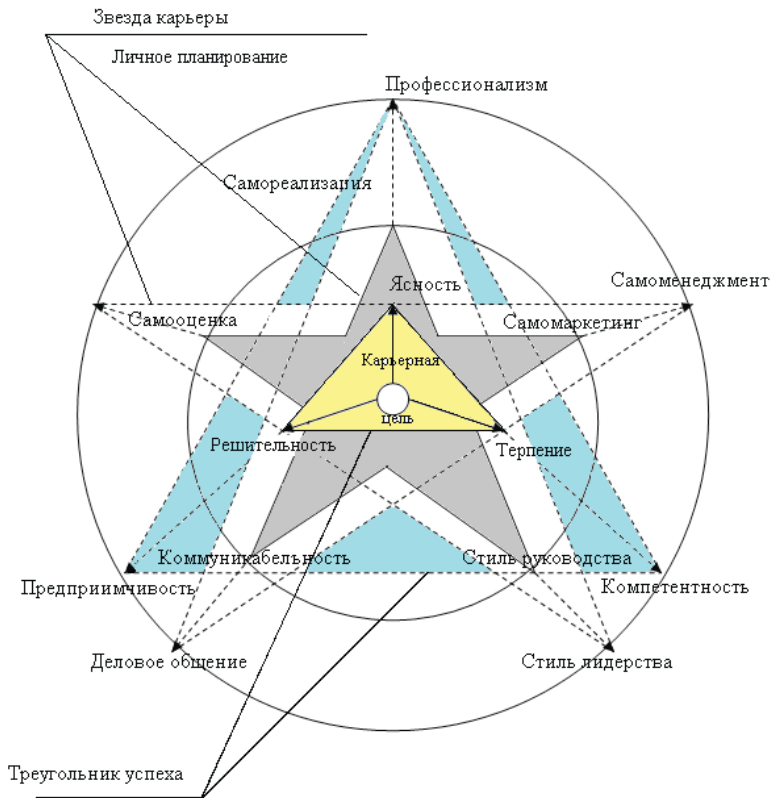 Звезда карьеры
Личное планирование
Профессионализм
Самореализация
Ясность
Самоменеджмент
Самооценка
Самомаркетинг
Карьерная
цель
Решительность
Терпение
Коммуникабельность
Стиль руководства
Предприимчивость
Компетентность
Деловое общение
Стиль лидерства
Треугольник успеха